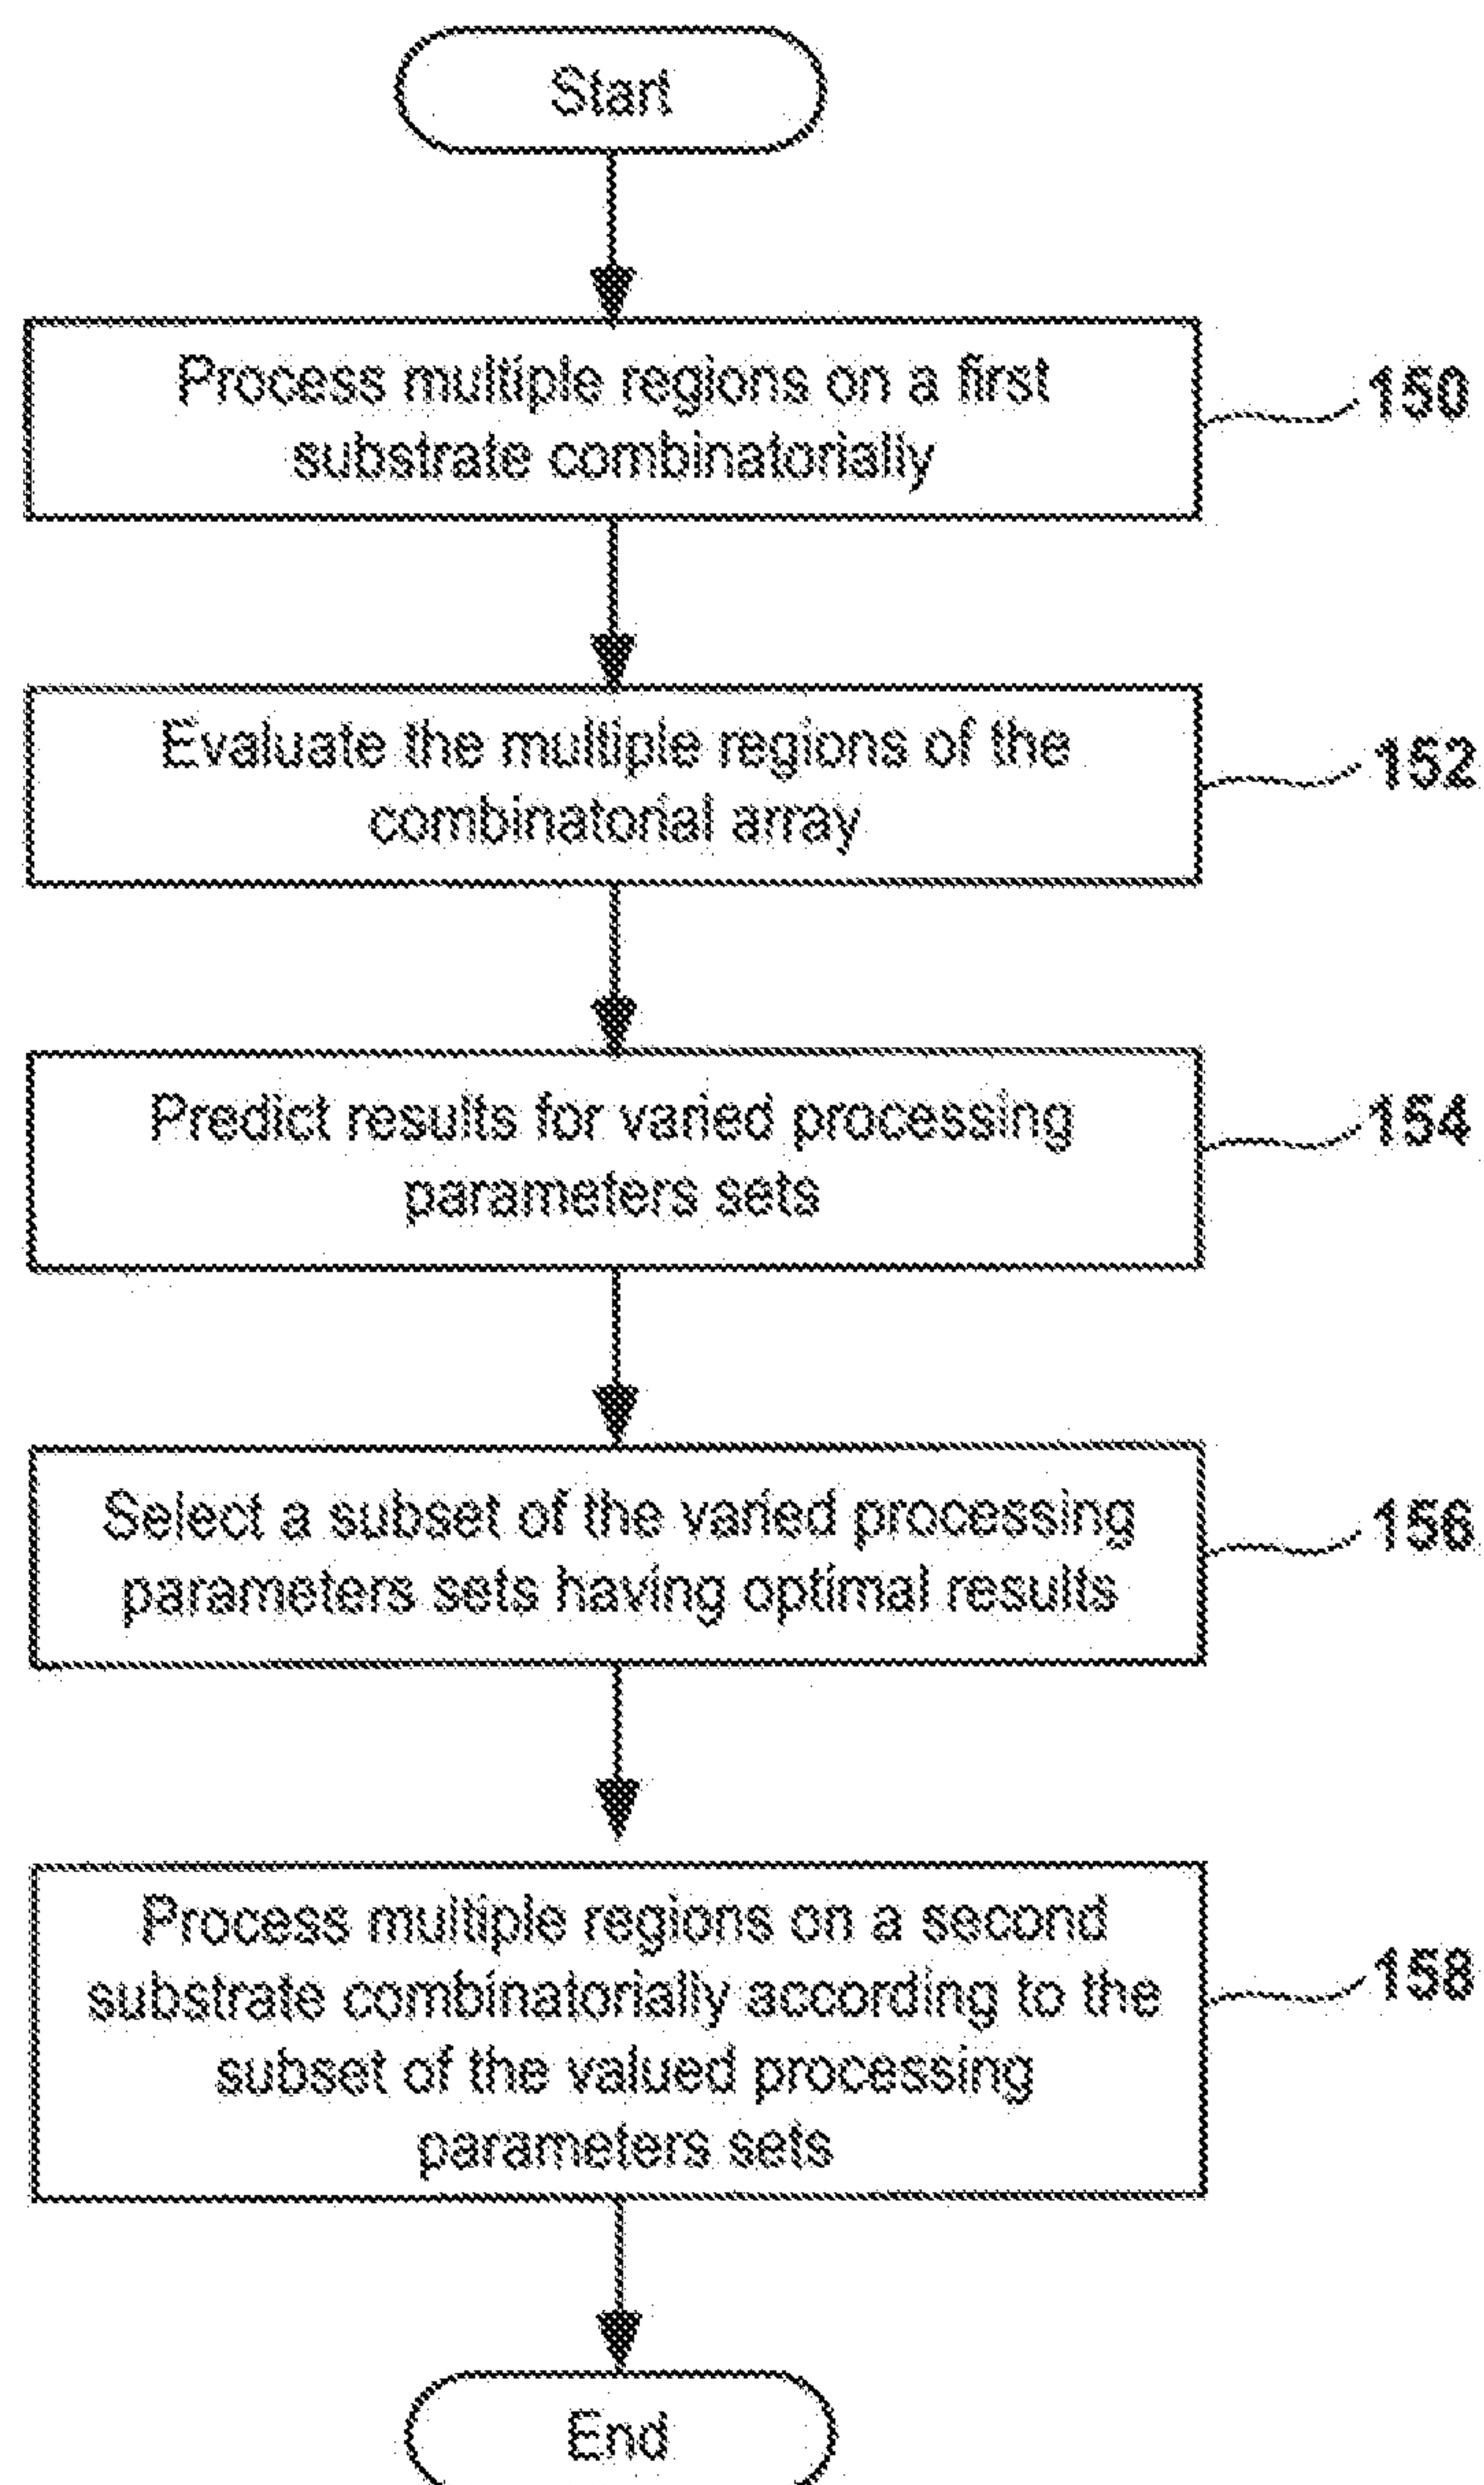 Start
Process multiple regions on a first
substrate combinatorially
150
Evaluate the multiple regions of the
combinatorial array
152
Predict results for varied processing
parameters sets
154
Select a subset of the varied processing
parameters sets having optimal results
156
Process multiple regions on a second
substrate combinatorially according to the
subset of the valued processing
parameters sets
158
End